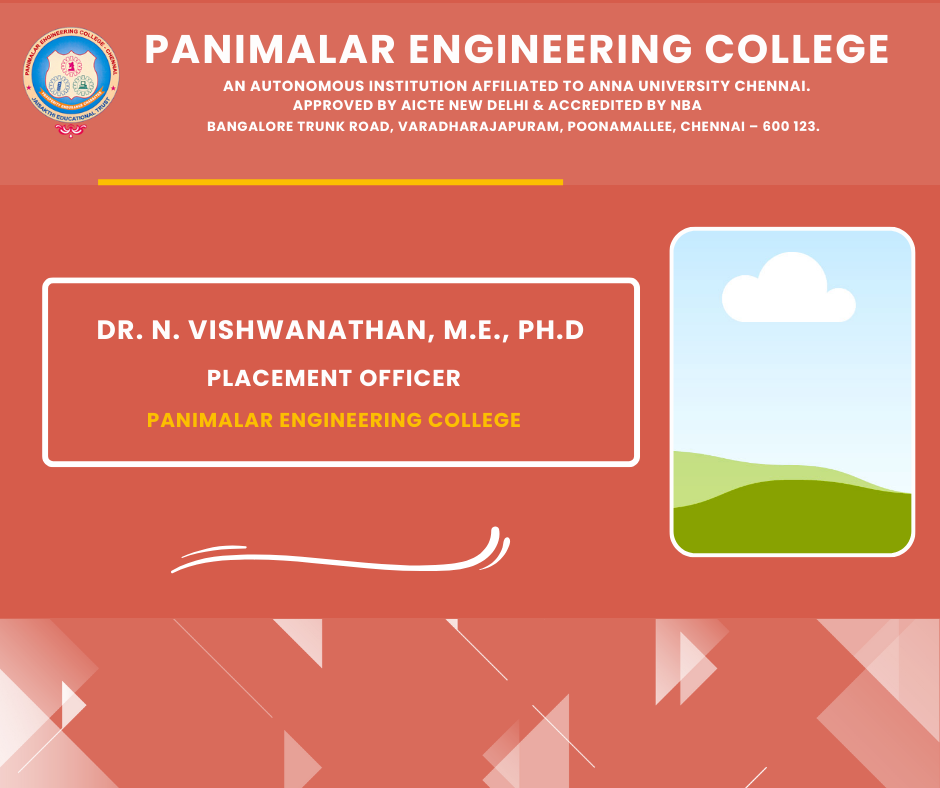 PANIMALAR ENGINEERING COLLEGE
AN AUTONOMOUS INSTITUTION AFFILIATED TO ANNA UNIVERSITY CHENNAI.
APPROVED BY AICTE NEW DELHI & ACCREDITED BY NBA
BANGALORE TRUNK ROAD, VARADHARAJAPURAM, POONAMALLEE, CHENNAI – 600 123.
PANIMALAR ENGINEERING COLLEGE - CHENNAI
JAISAKTHI EDUCATIONAL TRUST
DR. N. VISHWANATHAN, M.E., PH.D
PLACEMENT OFFICER
PANIMALAR ENGINEERING COLLEGE